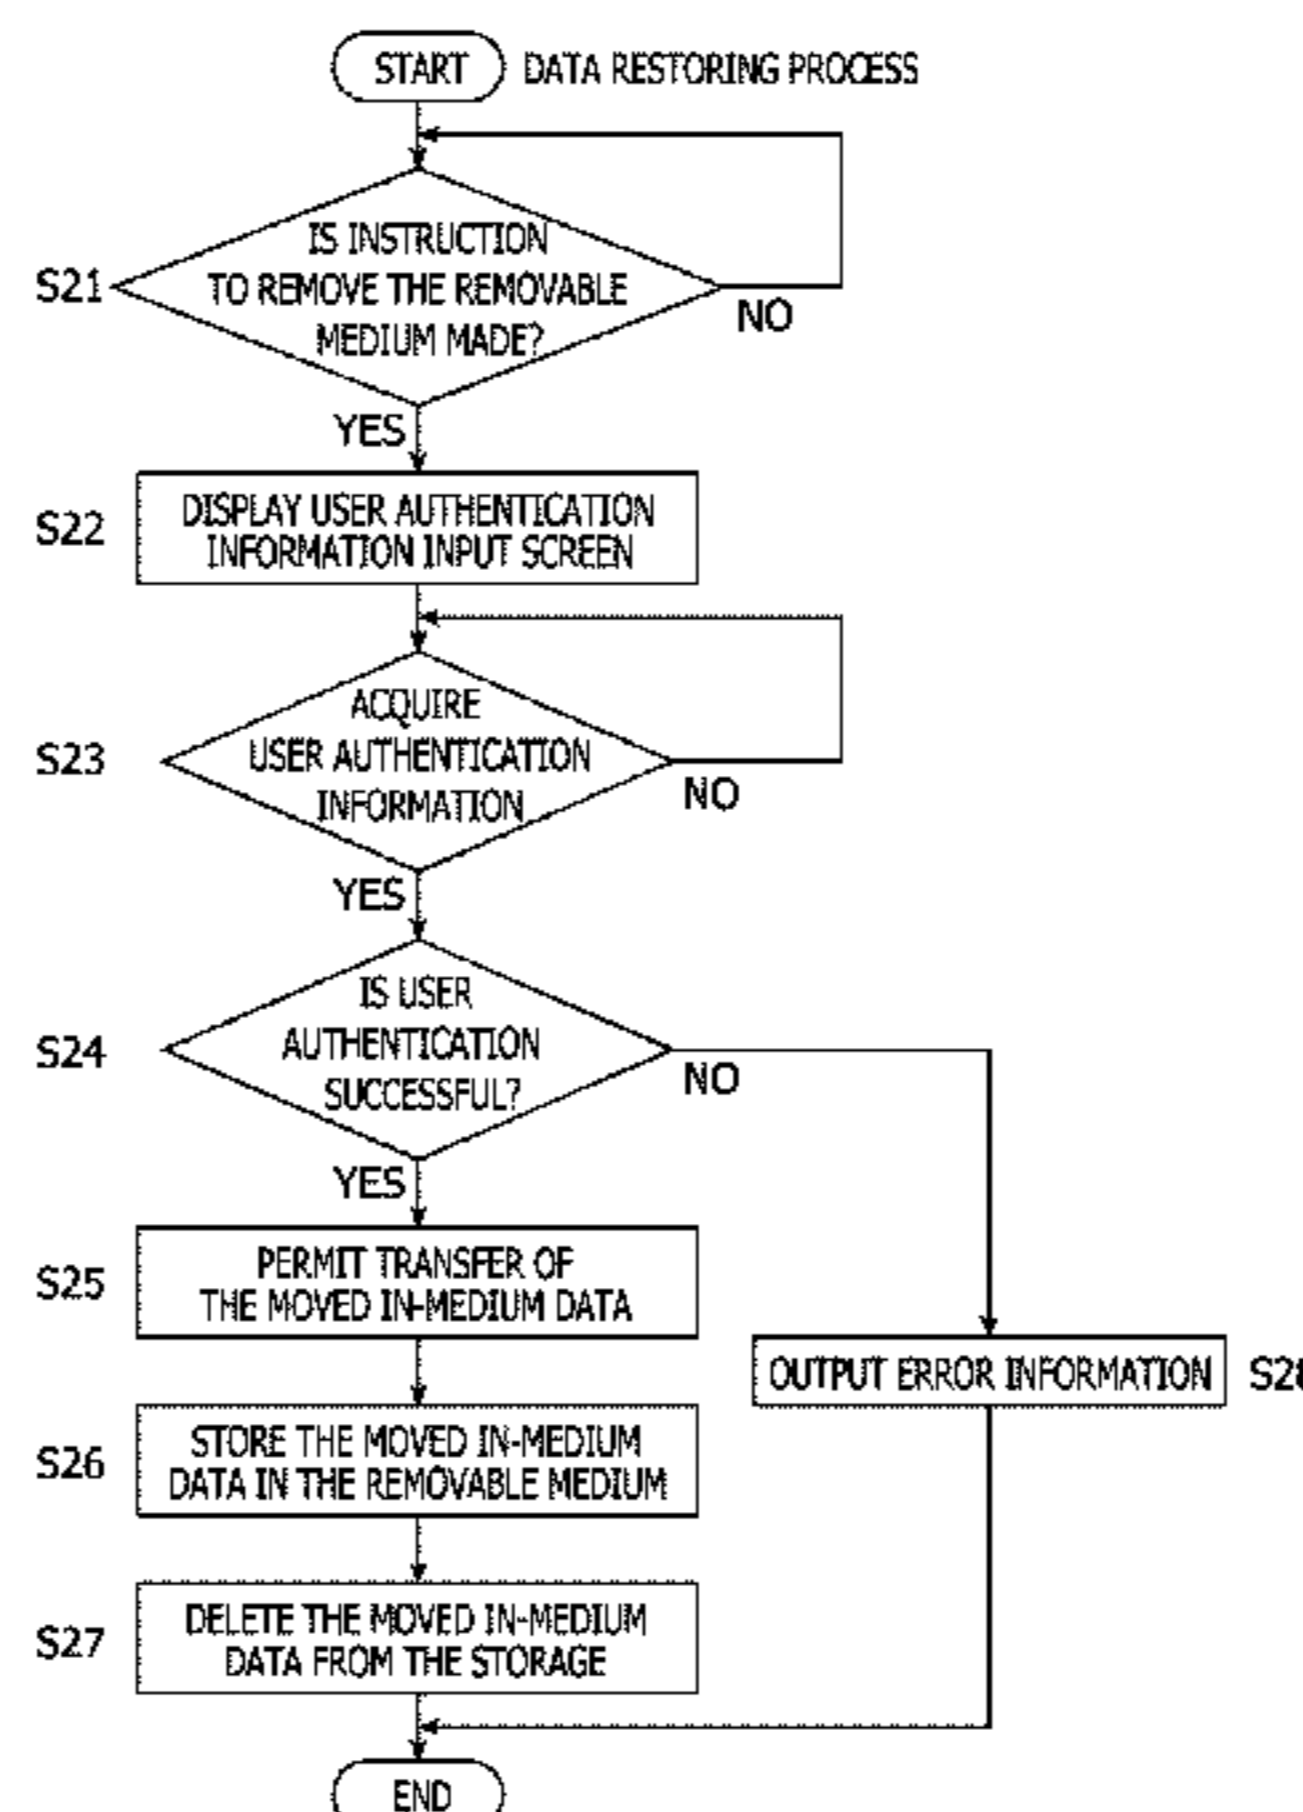 START DATA RESTORING PROCESS
IS INSTRUCTION
S21 TO REMOVE THE REMOVABLE
MEDIUM MADE?
NO
YES
S22
DISPLAY USER AUTHENTICATION
INFORMATION INPUT SCREEN
ACQUIRE
S23 USER AUTHENTICATION
INFORMATION
NO
YES
IS USER
S24 AUTHENTICATION
SUCCESSFUL?
NO
YES
S25
PERMIT TRANSFER OF
THE MOVED IN-MEDIUM DATA
OUTPUT ERROR INFORMATION
S26
STORE THE MOVED IN-MEDIUM
DATA IN THE REMOVABLE MEDIUM
S27
DELETE THE MOVED IN-MEDIUM
DATA FROM THE STORAGE
END